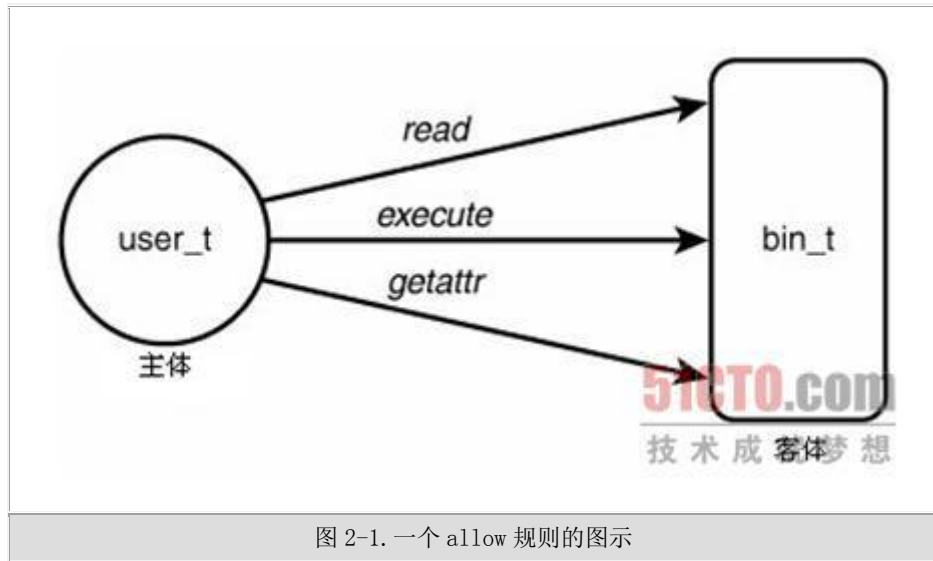 read
execute
getattr
user_t
bin_t
主体
51CTO.com
技术成就梦想
客体
图 2-1.一个 allow 规则的图示